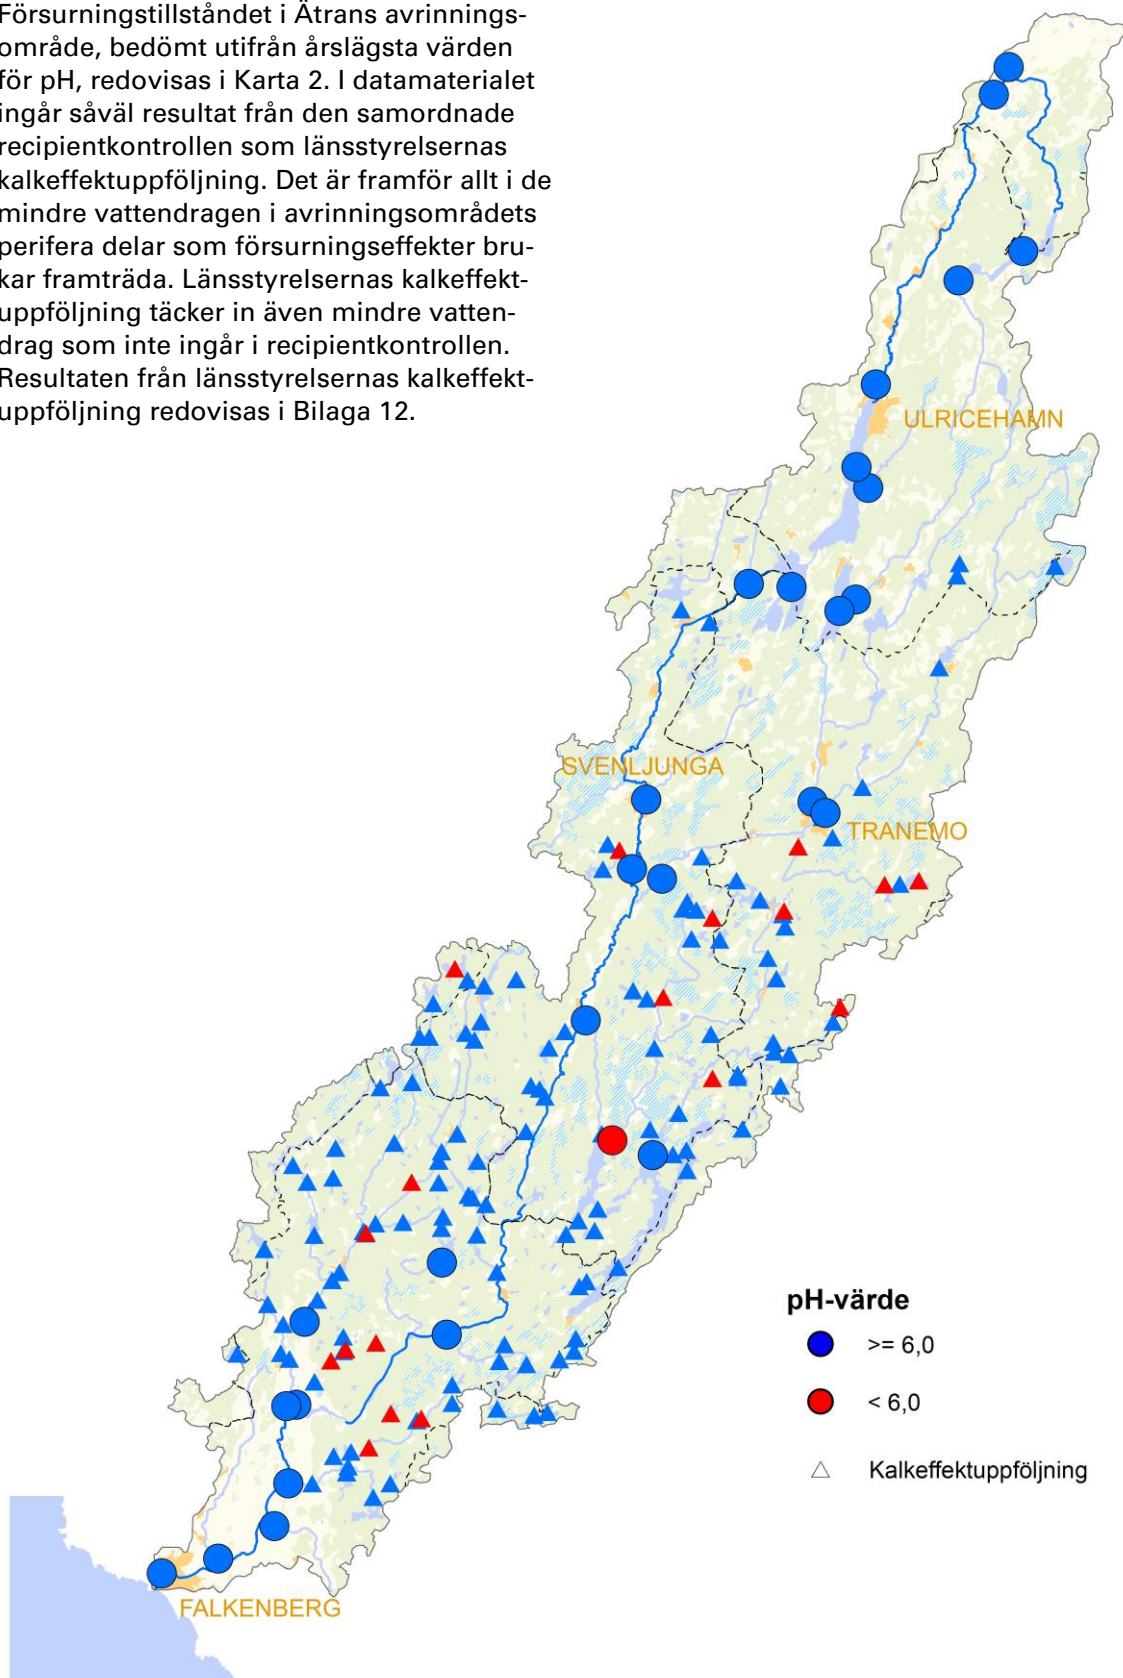 Försurningstillståndet i Ätrans avrinnings-
område, bedömt utifrån årslägsta värden
för pH, redovisas i Karta 2. I datamaterialet
ingår såväl resultat från den samordnade
recipientkontrollen som länsstyrelsernas
kalkeffektuppföljning. Det är framför allt i de
mindre vattendragen i avrinningsområdets
perifera delar som försurningseffekter bru-
kar framträda. Länsstyrelsernas kalkeffekt-
uppföljning täcker in även mindre vatten-
drag som inte ingår i recipientkontrollen.
Resultaten från länsstyrelsernas kalkeffekt-
uppföljning redovisas i Bilaga 12.
ULRICEHAMN
SVENLJUNGA
TRANEMO
pH-värde
>= 6,0
< 6,0
Kalkeffektuppföljning
FALKENBERG